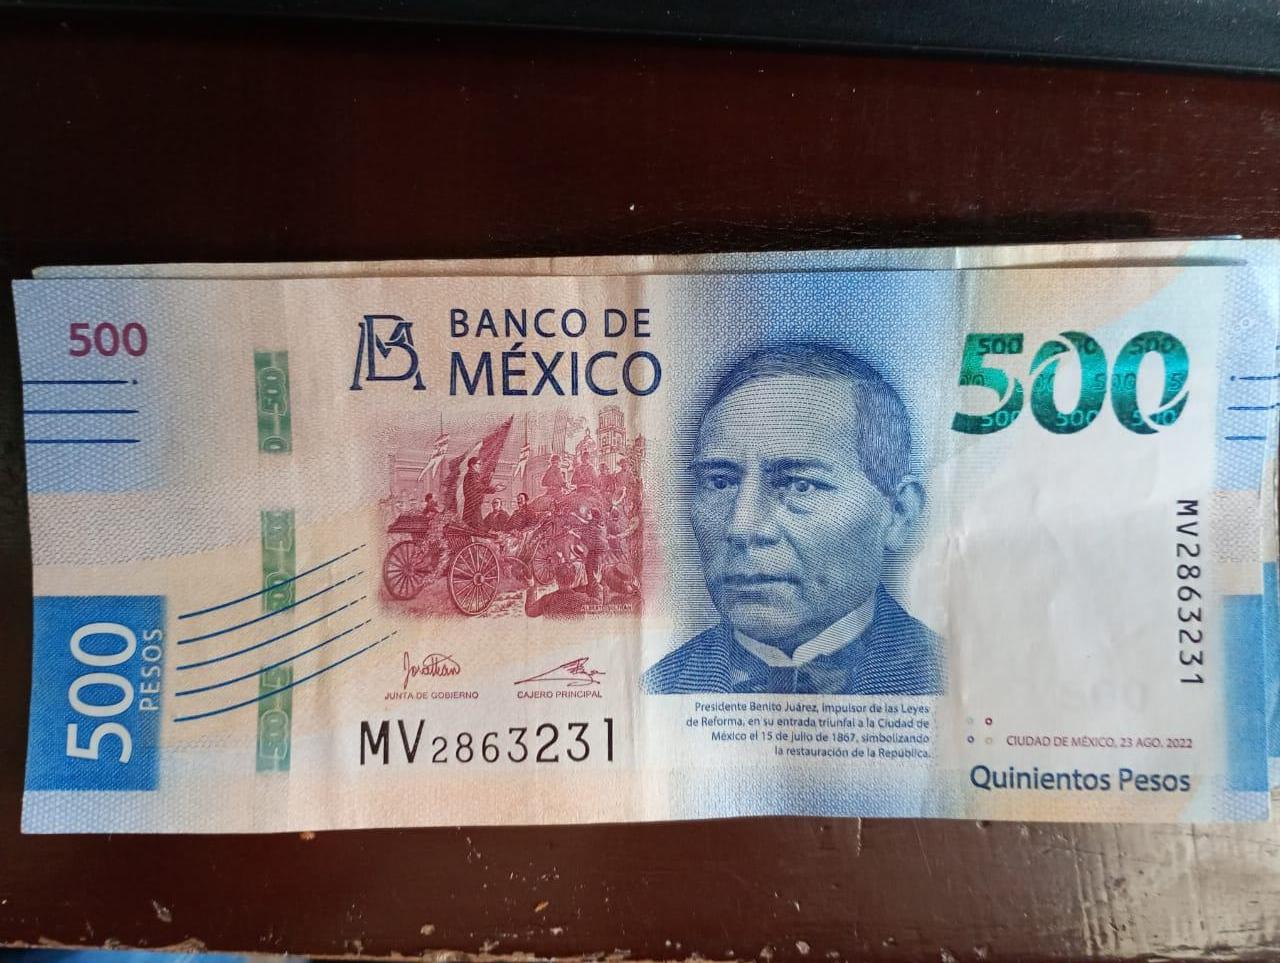 500
500
PESOS
BANCO DE
MÉXICO
JUNTA DE GOBIERNO
CAJERO PRINCIPAL
MV2863231
Presidente Benito Juárez, impulsor de las Leyes
de Reforma, en su entrada triunfal a la Ciudad de
México el 15 de julio de 1867, simbolizando
la restauración de la República.
500
MV2863231
CIUDAD DE MÉXICO, 23 AGO. 2022
Quinientos Pesos